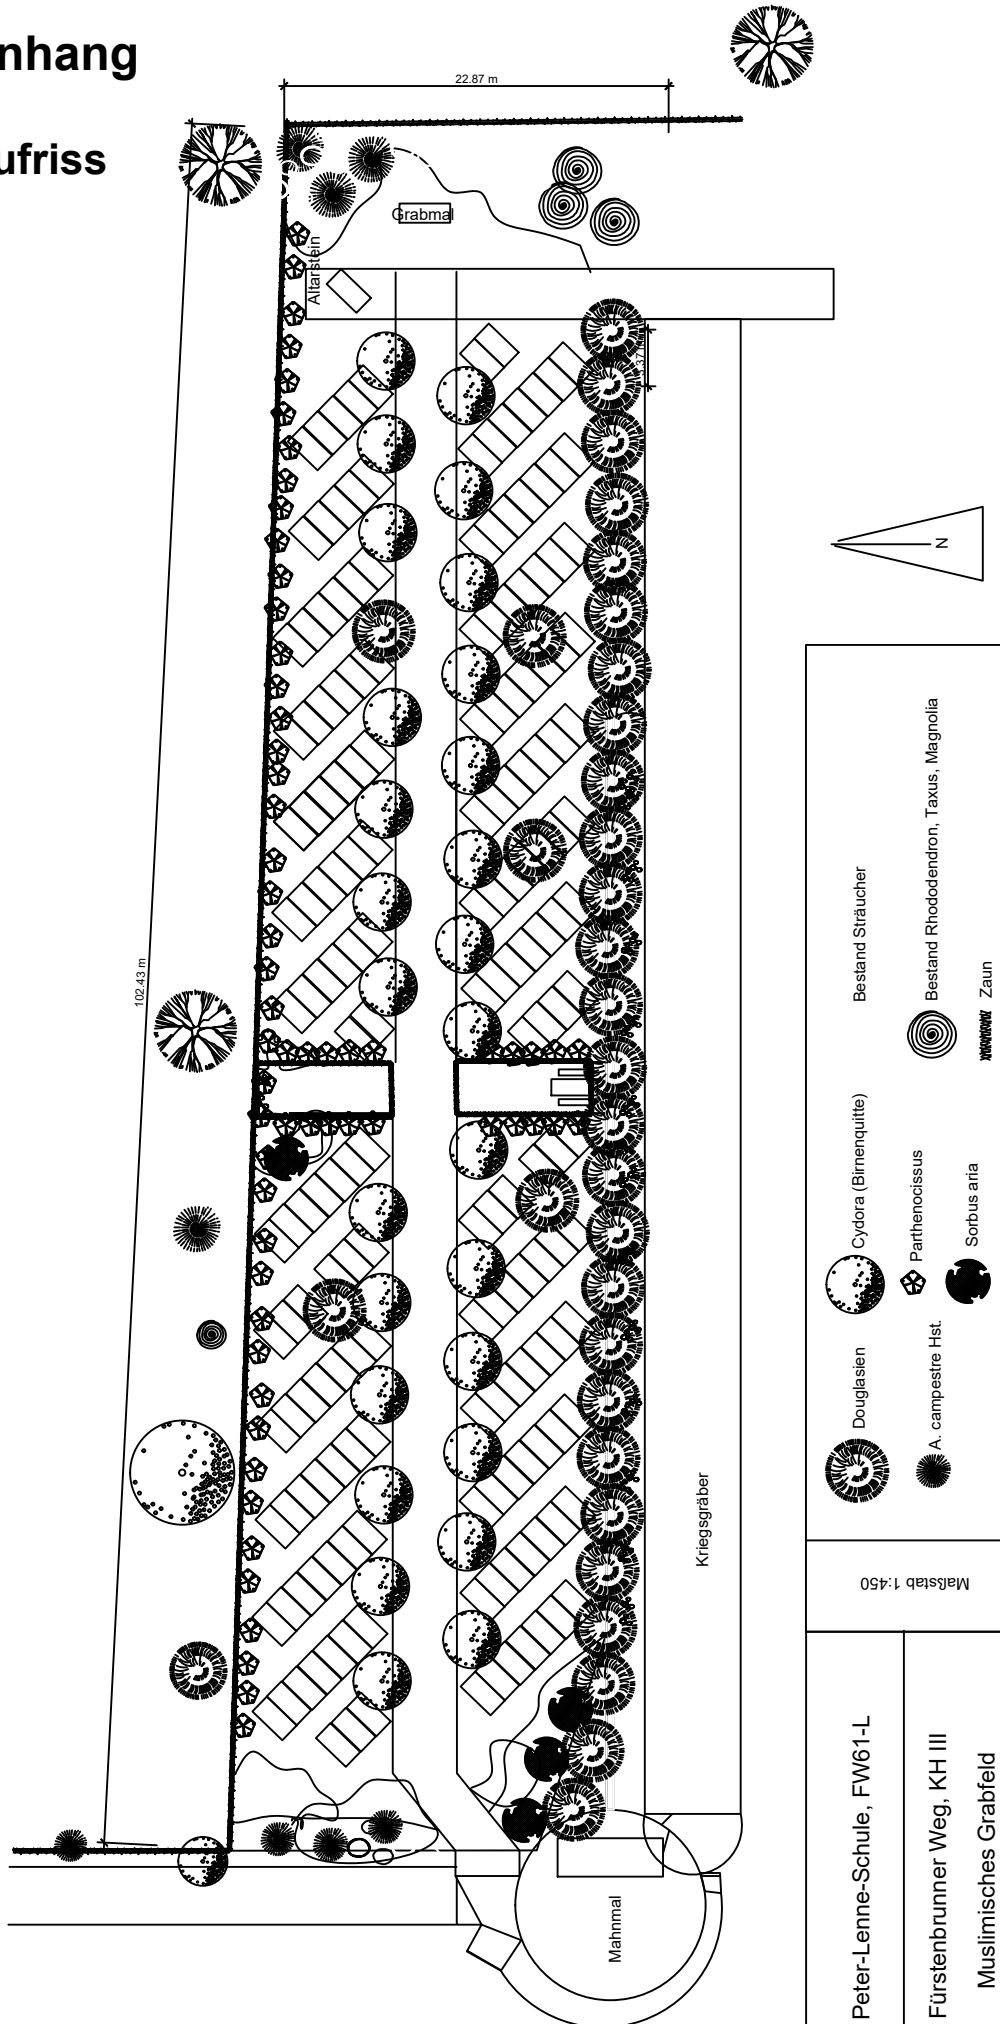 nhang
ufriss
22.87 m
Grabmal
Altarstein
102.43 m
N
Kriegsgräber
Mahnmal
Bestand Sträucher
Bestand Rhododendron, Taxus, Magnolia
Zaun
Cydora (Birnenquitte)
Parthenocissus
Sorbus aria
Douglasien
A. campestre Hst.
Maßstab 1:450
Peter-Lenne-Schule, FW61-L
Fürstenbrunner Weg, KH III
Muslimisches Grabfeld